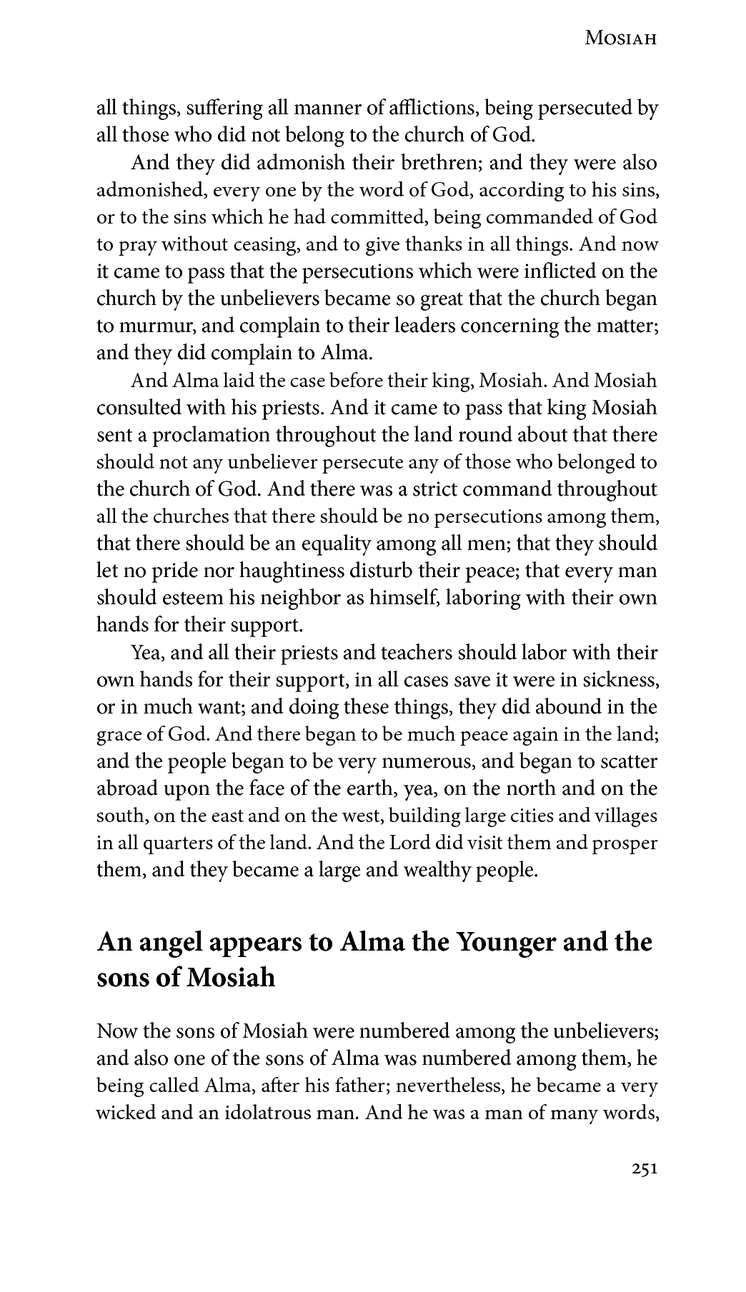 Mosiah
all things, suffering all manner of afflictions, being persecuted by
all those who did not belong to the church of God.
And they did admonish their brethren; and they were also
admonished, every one by the word of God, according to his sins,
or to the sins which he had committed, being commanded of God
to pray without ceasing, and to give thanks in all things. And now
it came to pass that the persecutions which were inflicted on the
church by the unbelievers became so great that the church began
to murmur, and complain to their leaders concerning the matter;
and they did complain to Alma.
And Alma laid the case before their king, Mosiah. And Mosiah
consulted with his priests. And it came to pass that king Mosiah
sent a proclamation throughout the land round about that there
should not any unbeliever persecute any of those who belonged to
the church of God. And there was a strict command throughout
all the churches that there should be no persecutions among them,
that there should be an equality among all men; that they should
let no pride nor haughtiness disturb their peace; that every man
should esteem his neighbor as himself, laboring with their own
hands for their support.
Yea, and all their priests and teachers should labor with their
own hands for their support, in all cases save it were in sickness,
or in much want; and doing these things, they did abound in the
grace of God. And there began to be much peace again in the land;
and the people began to be very numerous, and began to scatter
abroad upon the face of the earth, yea, on the north and on the
south, on the east and on the west, building large cities and villages
in all quarters of the land. And the Lord did visit them and prosper
them, and they became a large and wealthy people.
An angel appears to Alma the Younger and the
sons of Mosiah
Now the sons of Mosiah were numbered among the unbelievers;
and also one of the sons of Alma was numbered among them, he
being called Alma, after his father; nevertheless, he became a very
wicked and an idolatrous man. And he was a man of many words,
251